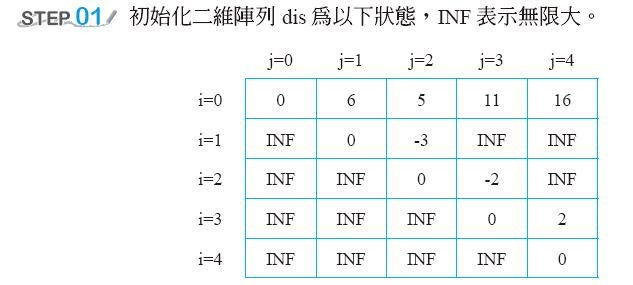 STEP 01 初始化二維陣列 dis 為以下狀態，INF 表示無限大。
j=0 j=1 j=2 j=3 j=4
i=0 0 6 5 11 16
i=1 INF 0 -3 INF INF
i=2 INF INF 0 -2 INF
i=3 INF INF INF 0 2
i=4 INF INF INF INF 0